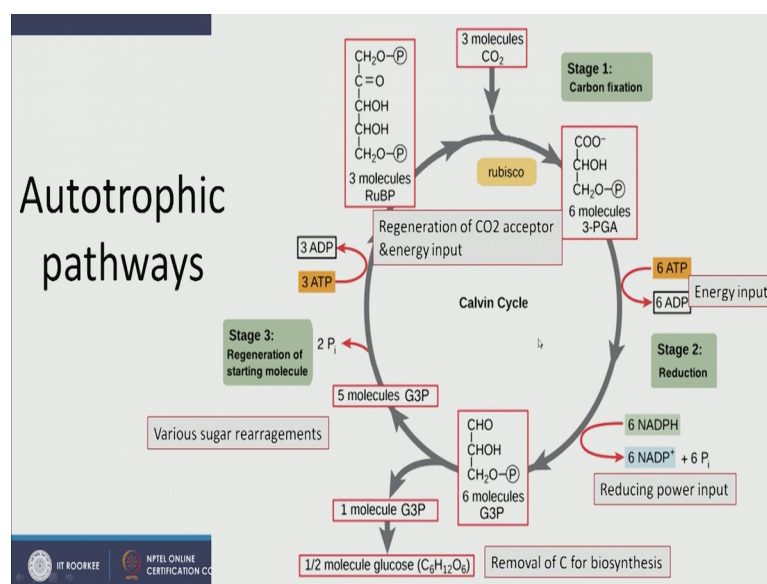 Autotrophic
pathways
3 molecules
CO2
Stage 1:
Carbon fixation
CH2O-P
C=O
CHOH
CHOH
CH2O-P
3 molecules
RuBP
rubisco
COO-
CHOH
CH2O-P
6 molecules
3-PGA
Regeneration of CO2 acceptor
&energy input
3 ADP
3 ATP
6 ATP
6 ADP
Energy input
Calvin Cycle
Stage 3:
Regeneration of
starting molecule
2 Pi
Stage 2:
Reduction
5 molecules G3P
Various sugar rearragements
CHO
CHOH
CH2O-P
6 molecules
G3P
6 NADPH
6 NADP+ + 6 Pi
Reducing power input
1 molecule G3P
1/2 molecule glucose (C6H12O6)
Removal of C for biosynthesis
IIT ROORKEE
NPTEL ONLINE
CERTIFICATION